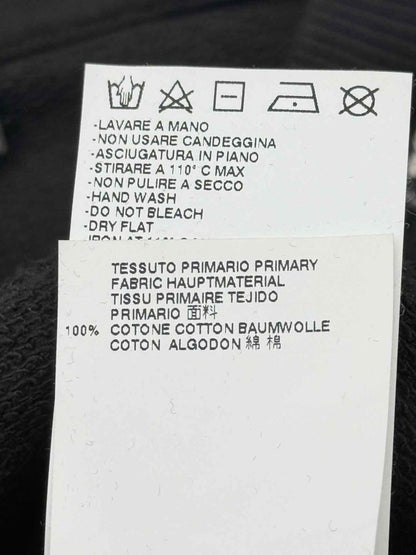 -LAVARE A MANO
-NON USARE CANDEGGINA
-ASCIUGATURA IN PIANO
-STIRARE A 110° C MAX
-NON PULIRE A SECCO
-HAND WASH
-DO NOT BLEACH
-DRY FLAT
TESSUTO PRIMARIO PRIMARY
FABRIC HAUPTMATERIAL
TISSU PRIMAIRE TEJIDO
PRIMARIO 面料
100% COTONE COTTON BAUMWOLLE
COTON ALGODON 綿 棉